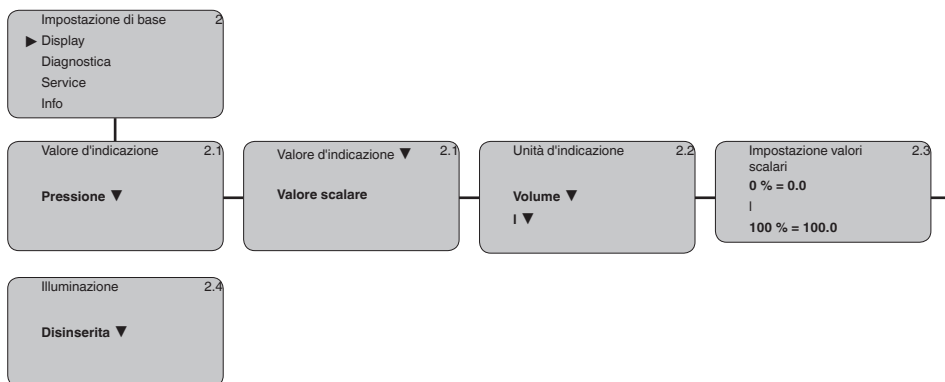 Impostazione di base 2
▶ Display
Diagnostica
Service
Info
Valore d'indicazione 2.1
Pressione ▼
Valore d'indicazione ▼ 2.1
Valore scalare
Unità d'indicazione 2.2
Volume ▼
l ▼
Impostazione valori 2.3
scalari
0 % = 0.0
l
100 % = 100.0
Illuminazione 2.4
Disinserita ▼